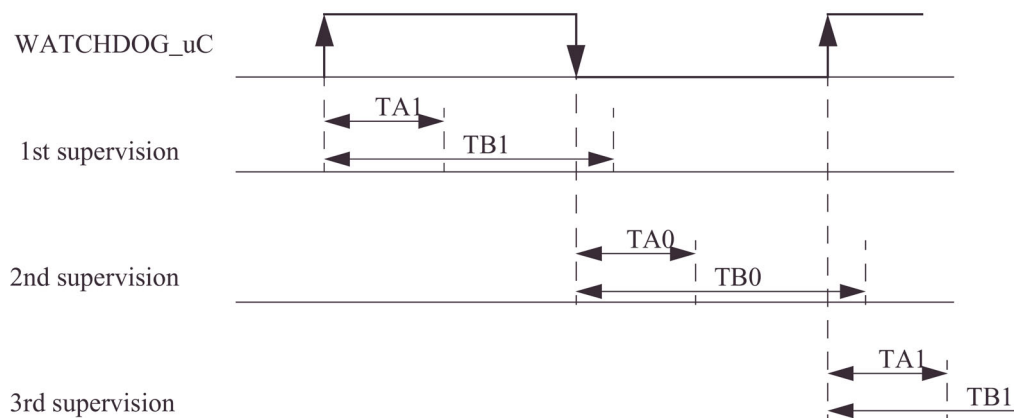 WATCHDOG_uC
TA1
TB1
1st supervision
TA0
TB0
2nd supervision
TA1
TB1
3rd supervision